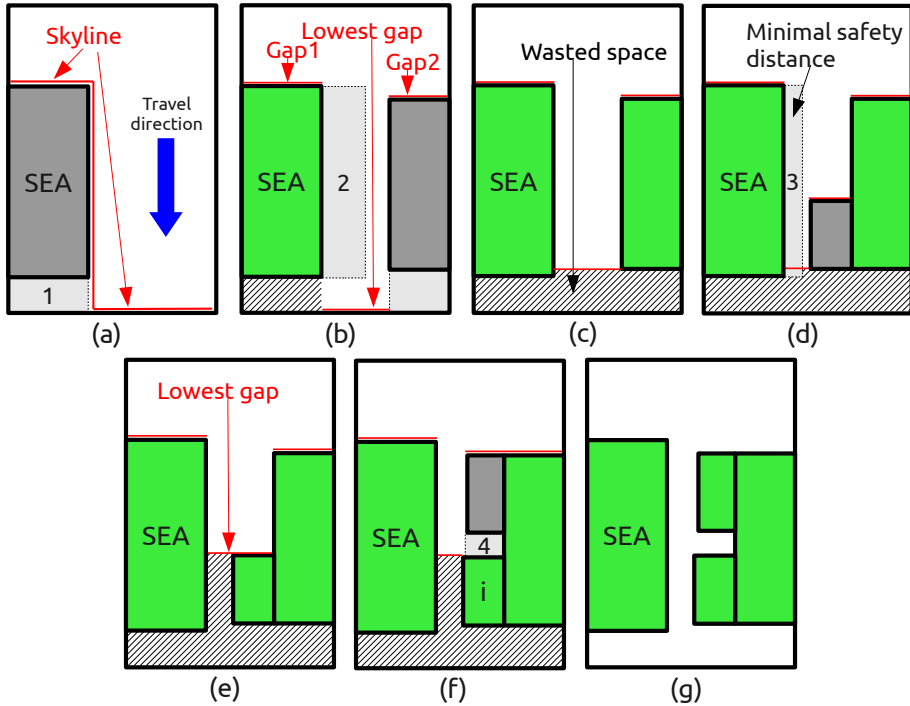 Skyline
Travel
direction
SEA
1
(a)
Lowest gap
Gap1
Gap2
SEA
2
(b)
Wasted space
SEA
(c)
Minimal safety
distance
SEA
3
(d)
Lowest gap
SEA
(e)
SEA
4
i
(f)
SEA
(g)